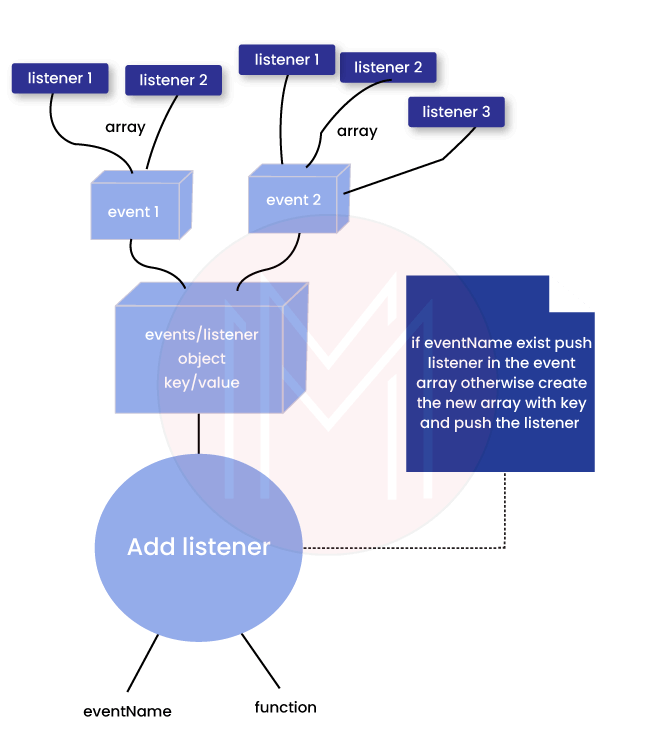 listener 1
listener 2
listener 1
listener 2
listener 3
array
array
event 1
event 2
events/listener
object
key/value
if eventName exist push
listener in the event
array otherwise create
the new array with key
and push the listener
Add listener
eventName
function